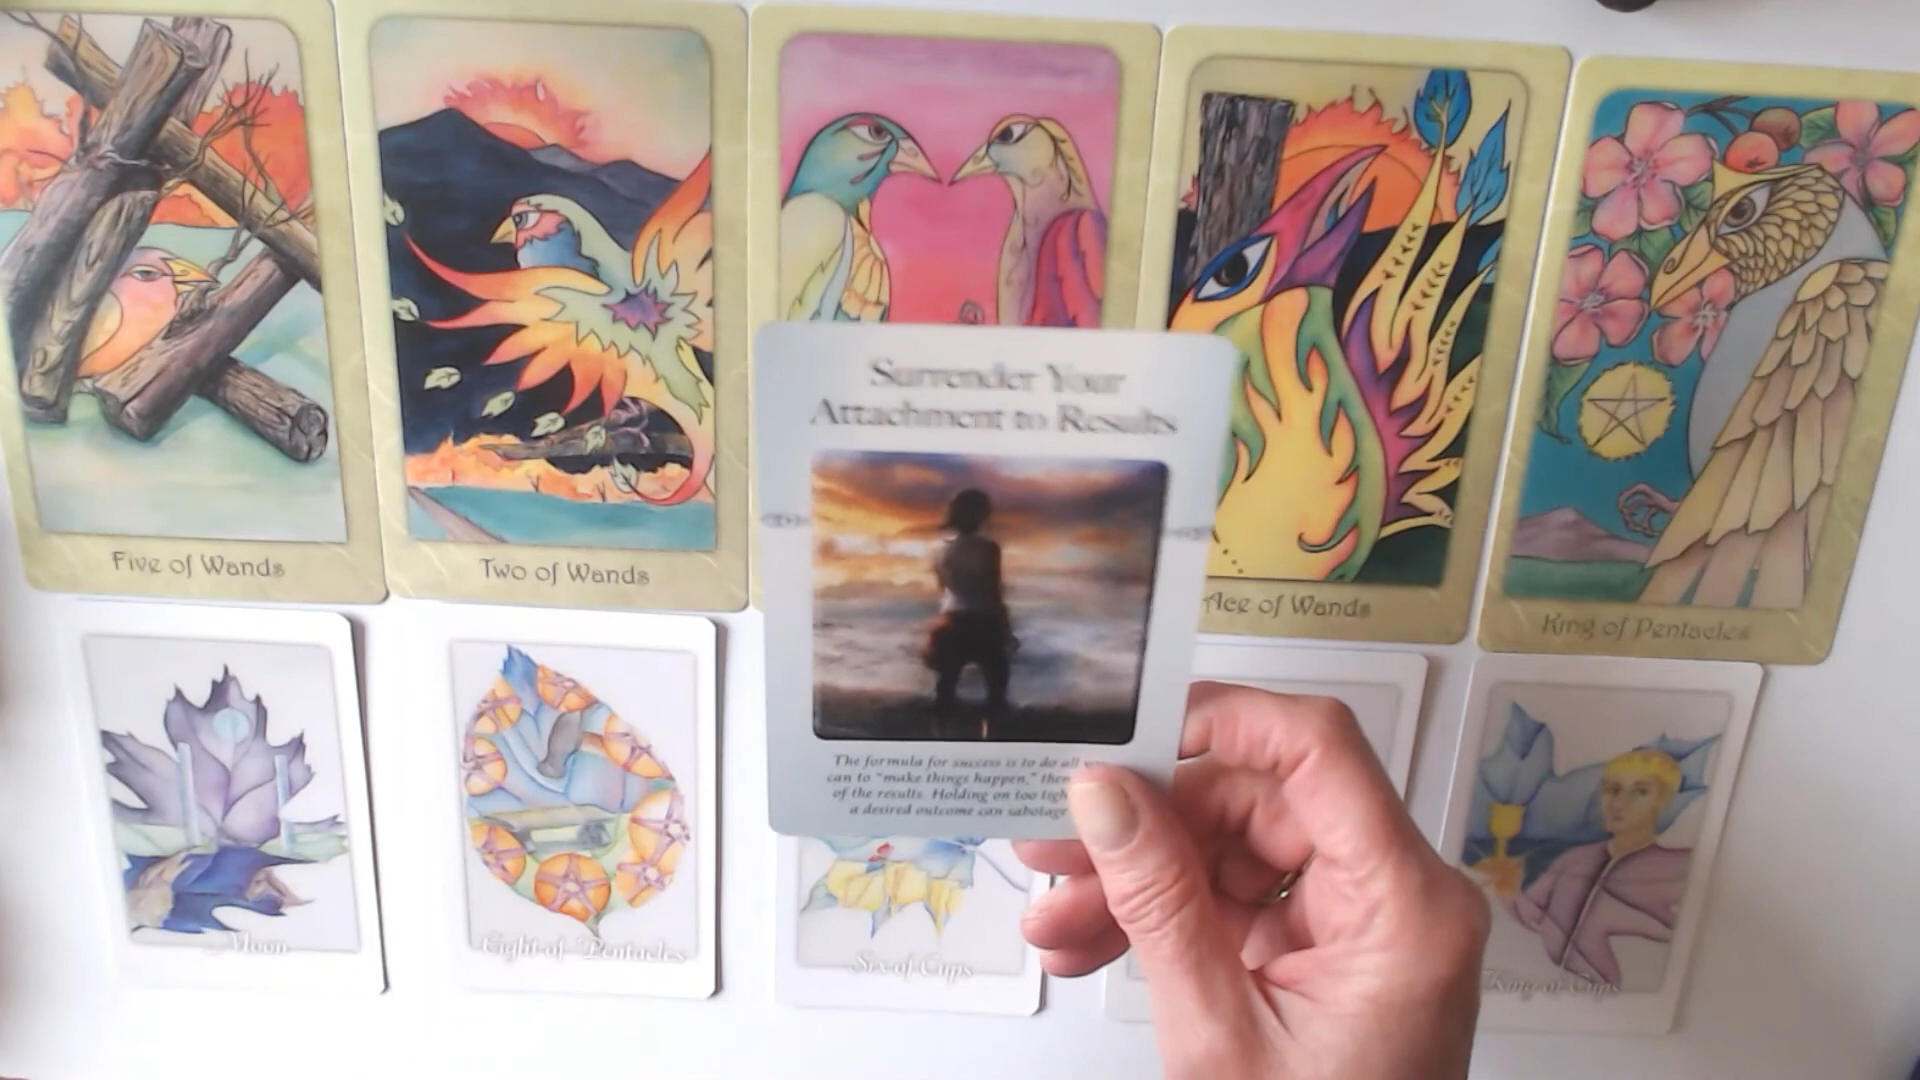 Five of Wands
Two of Wands
Ace of Wands
King of Pentacles
Surrender Your
Attachment to Results
The formula for success is to do all
can to "make things happen," then
of the results. Holding on too
a desired outcome can sabotage
Moon
Eight of Pentacles
Six of Cups
King of Cups